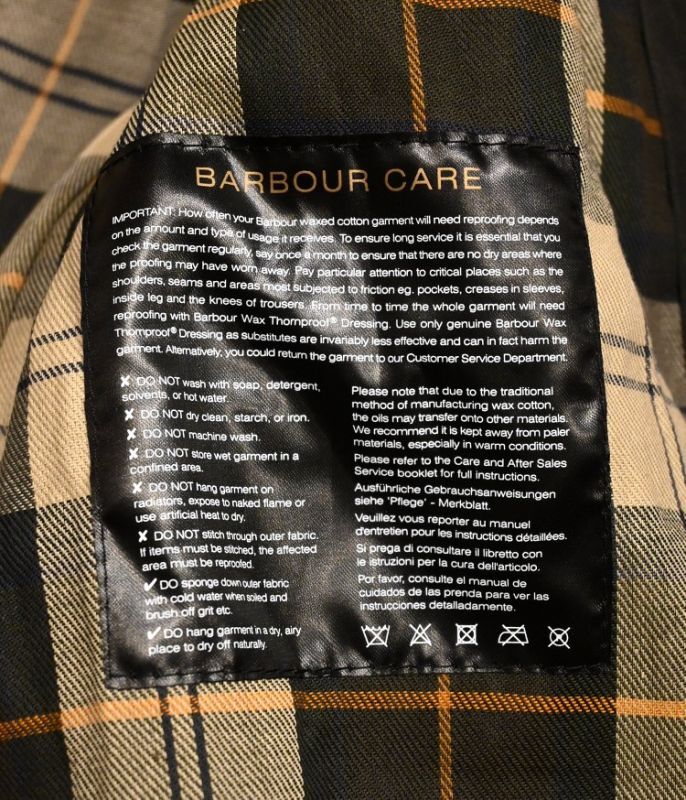 BARBOUR CARE
IMPORTANT: How often your Barbour waxed cotton garment will need reproofing depends
on the amount and type of usage it receives. To ensure long service it is essential that you
check the garment regularly, say once a month to ensure that there are no dry areas where
the proofing may have worn away. Pay particular attention to critical places such as the
shoulders, seams and areas most subjected to friction eg. pockets, creases in sleeves,
inside leg and the knees of trousers. From time to time the whole garment will need
reproofing with Barbour Wax Thornproof® Dressing. Use only genuine Barbour Wax
Thornproof® Dressing as substitutes are invariably less effective and can in fact harm the
garment. Alternatively, you could return the garment to our Customer Service Department.
✘ DO NOT wash with soap, detergent,
solvents, or hot water.
✘ DO NOT dry clean, starch, or iron.
✘ DO NOT machine wash.
✘ DO NOT store wet garment in a
confined area.
✘ DO NOT hang garment on
radiators, expose to naked flame or
use artificial heat to dry.
✘ DO NOT stitch through outer fabric.
If items must be stitched, the affected
area must be reproofed.
✔ DO sponge down outer fabric
with cold water when soiled and
brush off grit etc.
✔ DO hang garment in a dry, airy
place to dry off naturally.
Please note that due to the traditional
method of manufacturing wax cotton,
the oils may transfer onto other materials.
We recommend it is kept away from paler
materials, especially in warm conditions.
Please refer to the Care and After Sales
Service booklet for full instructions.
Ausführliche Gebrauchsanweisungen
siehe 'Pflege' - Merkblatt.
Veuillez vous reporter au manuel
d'entretien pour les instructions détaillées.
Si prega di consultare il libretto con
le istruzioni per la cura dell'articolo.
Por favor, consulte el manual de
cuidados de las prenda para ver las
instrucciones detalladamente.